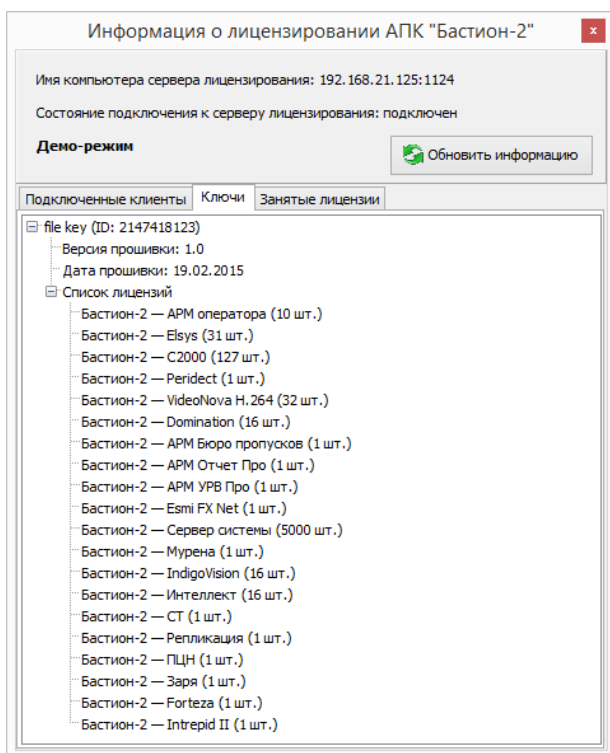 Информация о лицензировании АПК "Бастион-2"
x
Имя компьютера сервера лицензирования: 192.168.21.125:1124
Состояние подключения к серверу лицензирования: подключен
Демо-режим
Обновить информацию
Подключенные клиенты Ключи Занятые лицензии
file key (ID: 2147418123)
Версия прошивки: 1.0
Дата прошивки: 19.02.2015
Список лицензий
Бастион-2 — АРМ оператора (10 шт.)
Бастион-2 — Elsys (31 шт.)
Бастион-2 — С2000 (127 шт.)
Бастион-2 — Peridect (1 шт.)
Бастион-2 — VideoNova H.264 (32 шт.)
Бастион-2 — Domination (16 шт.)
Бастион-2 — АРМ Бюро пропусков (1 шт.)
Бастион-2 — АРМ Отчет Про (1 шт.)
Бастион-2 — АРМ УРВ Про (1 шт.)
Бастион-2 — Esmi FX Net (1 шт.)
Бастион-2 — Сервер системы (5000 шт.)
Бастион-2 — Мурена (1 шт.)
Бастион-2 — IndigoVision (16 шт.)
Бастион-2 — Интеллект (16 шт.)
Бастион-2 — СТ (1 шт.)
Бастион-2 — Репликация (1 шт.)
Бастион-2 — ПЦН (1 шт.)
Бастион-2 — Заря (1 шт.)
Бастион-2 — Forteza (1 шт.)
Бастион-2 — Intrepid II (1 шт.)